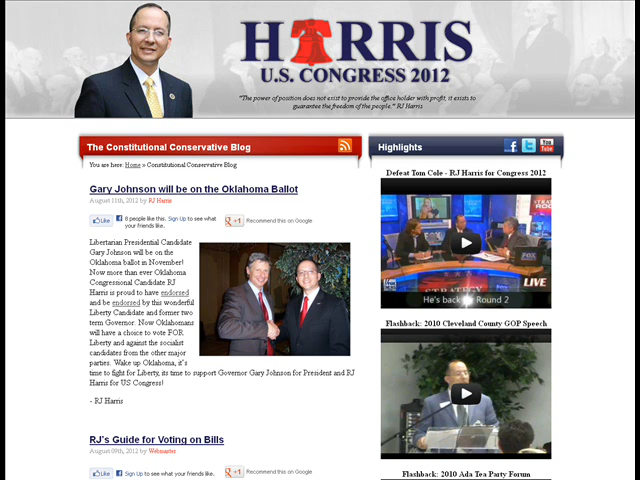 HARRIS
U.S. CONGRESS 2012
"The power of position does not exist to provide the office holder with profit, it exists to
guarantee the freedom of the people." RJ Harris
The Constitutional Conservative Blog
You are here: Home » Constitutional Conservative Blog
Gary Johnson will be on the Oklahoma Ballot
August 11th, 2012 by RJ Harris
Like
8 people like this. Sign Up to see what
your friends like.
+1
Recommend this on Google
Libertarian Presidential Candidate
Gary Johnson will be on the
Oklahoma ballot in November!
Now more than ever Oklahoma
Congressional Candidate RJ
Harris is proud to have endorsed
and be endorsed by this wonderful
Liberty Candidate and former two
term Governor. Now Oklahomans
will have a choice to vote FOR
Liberty and against the socialist
candidates from the other major
parties. Wake up Oklahoma, it's
time to fight for Liberty, its time to support Governor Gary Johnson for President and RJ
Harris for US Congress!
- RJ Harris
RJ's Guide for Voting on Bills
August 09th, 2012 by Webmaster
Like
Sign Up to see what your friends like.
+1
Recommend this on Google
Highlights
You
Tube
Defeat Tom Cole - RJ Harris for Congress 2012
STRATEGY
FOX
LIVE
He's back for Round 2
Flashback: 2010 Cleveland County GOP Speech
Flashback: 2010 Ada Tea Party Forum